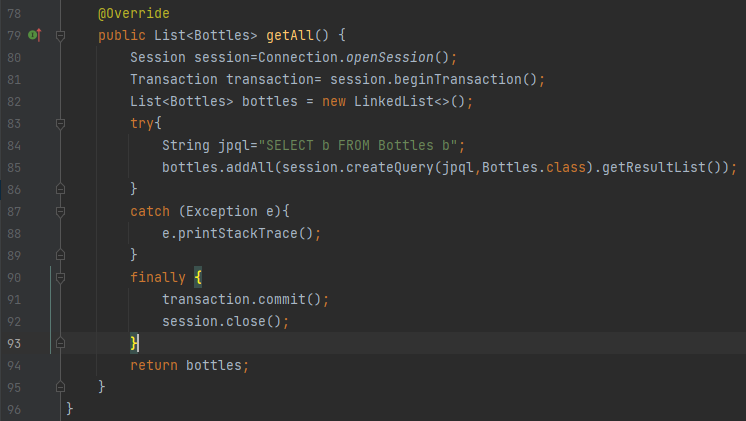 78 @Override
79 public List<Bottles> getAll() {
80 Session session=Connection.openSession();
81 Transaction transaction= session.beginTransaction();
82 List<Bottles> bottles = new LinkedList<>();
83 try{
84 String jpql="SELECT b FROM Bottles b";
85 bottles.addAll(session.createQuery(jpql,Bottles.class).getResultList());
86 }
87 catch (Exception e){
88 e.printStackTrace();
89 }
90 finally {
91 transaction.commit();
92 session.close();
93 }
94 return bottles;
95 }
96 }